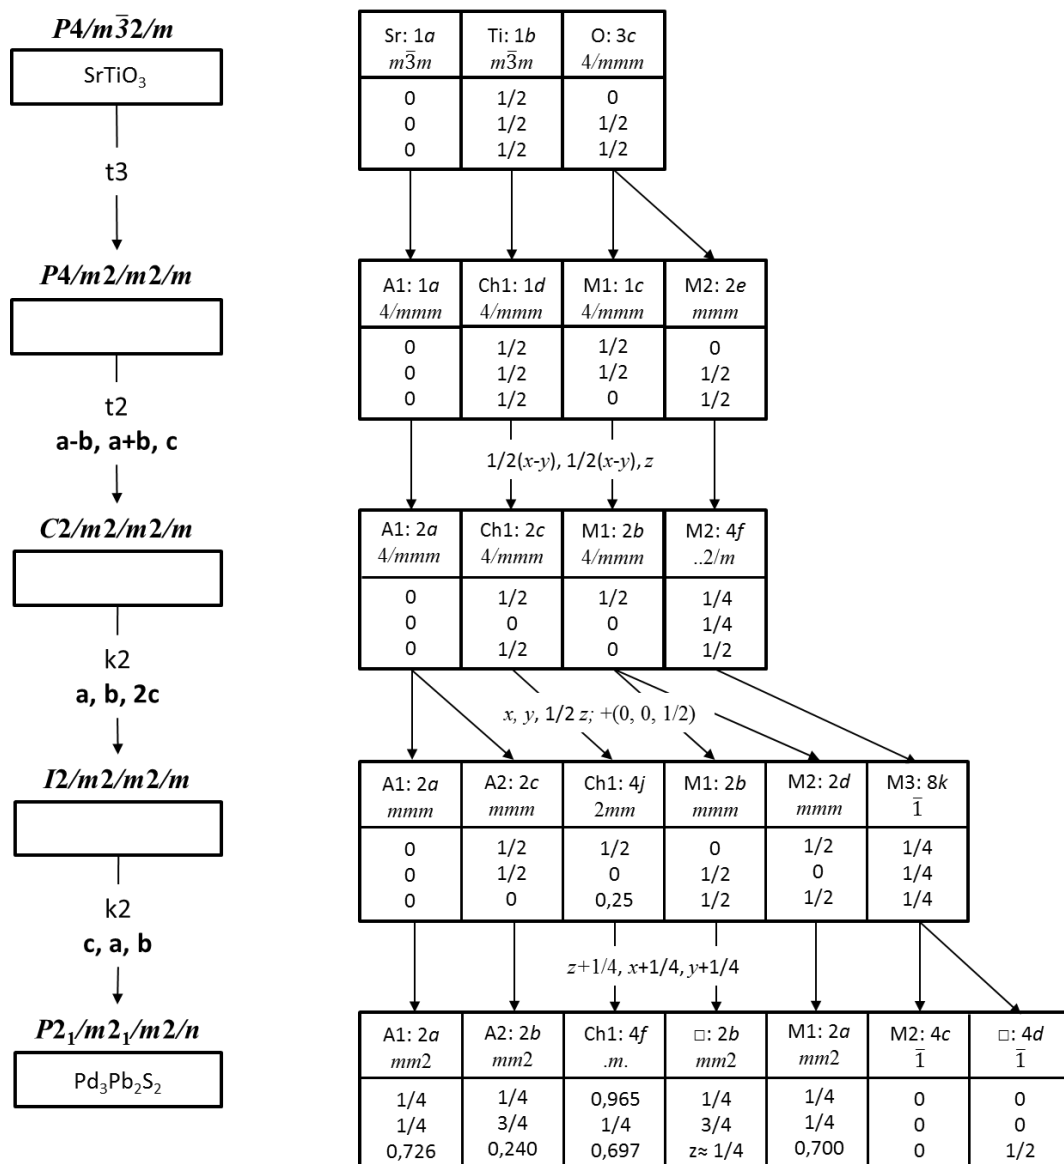 P4/m3̅2/m
SrTiO₃
t3
P4/m2/m2/m
t2
a-b, a+b, c
C2/m2/m2/m
k2
a, b, 2c
I2/m2/m2/m
k2
c, a, b
P2₁/m2₁/m2/n
Pd₃Pb₂S₂
Sr: 1a Ti: 1b O: 3c
m3̅m m3̅m 4/mmm
0 1/2 0
0 1/2 1/2
0 1/2 1/2
A1: 1a Ch1: 1d M1: 1c M2: 2e
4/mmm 4/mmm 4/mmm mmm
0 1/2 1/2 0
0 1/2 1/2 1/2
0 1/2 0 1/2
1/2(x-y), 1/2(x-y), z
A1: 2a Ch1: 2c M1: 2b M2: 4f
4/mmm 4/mmm 4/mmm ..2/m
0 1/2 1/2 1/4
0 0 0 1/4
0 1/2 0 1/2
x, y, 1/2 z; +(0, 0, 1/2)
A1: 2a A2: 2c Ch1: 4j M1: 2b M2: 2d M3: 8k
mmm mmm 2mm mmm mmm 1̅
0 1/2 1/2 0 1/2 1/4
0 1/2 0 1/2 0 1/4
0 0 0,25 1/2 1/2 1/4
z+1/4, x+1/4, y+1/4
A1: 2a A2: 2b Ch1: 4f □: 2b M1: 2a M2: 4c □: 4d
mm2 mm2 .m. mm2 mm2 1̅ 1̅
1/4 1/4 0,965 1/4 1/4 0 0
1/4 3/4 1/4 3/4 1/4 0 0
0,726 0,240 0,697 z≈ 1/4 0,700 0 1/2